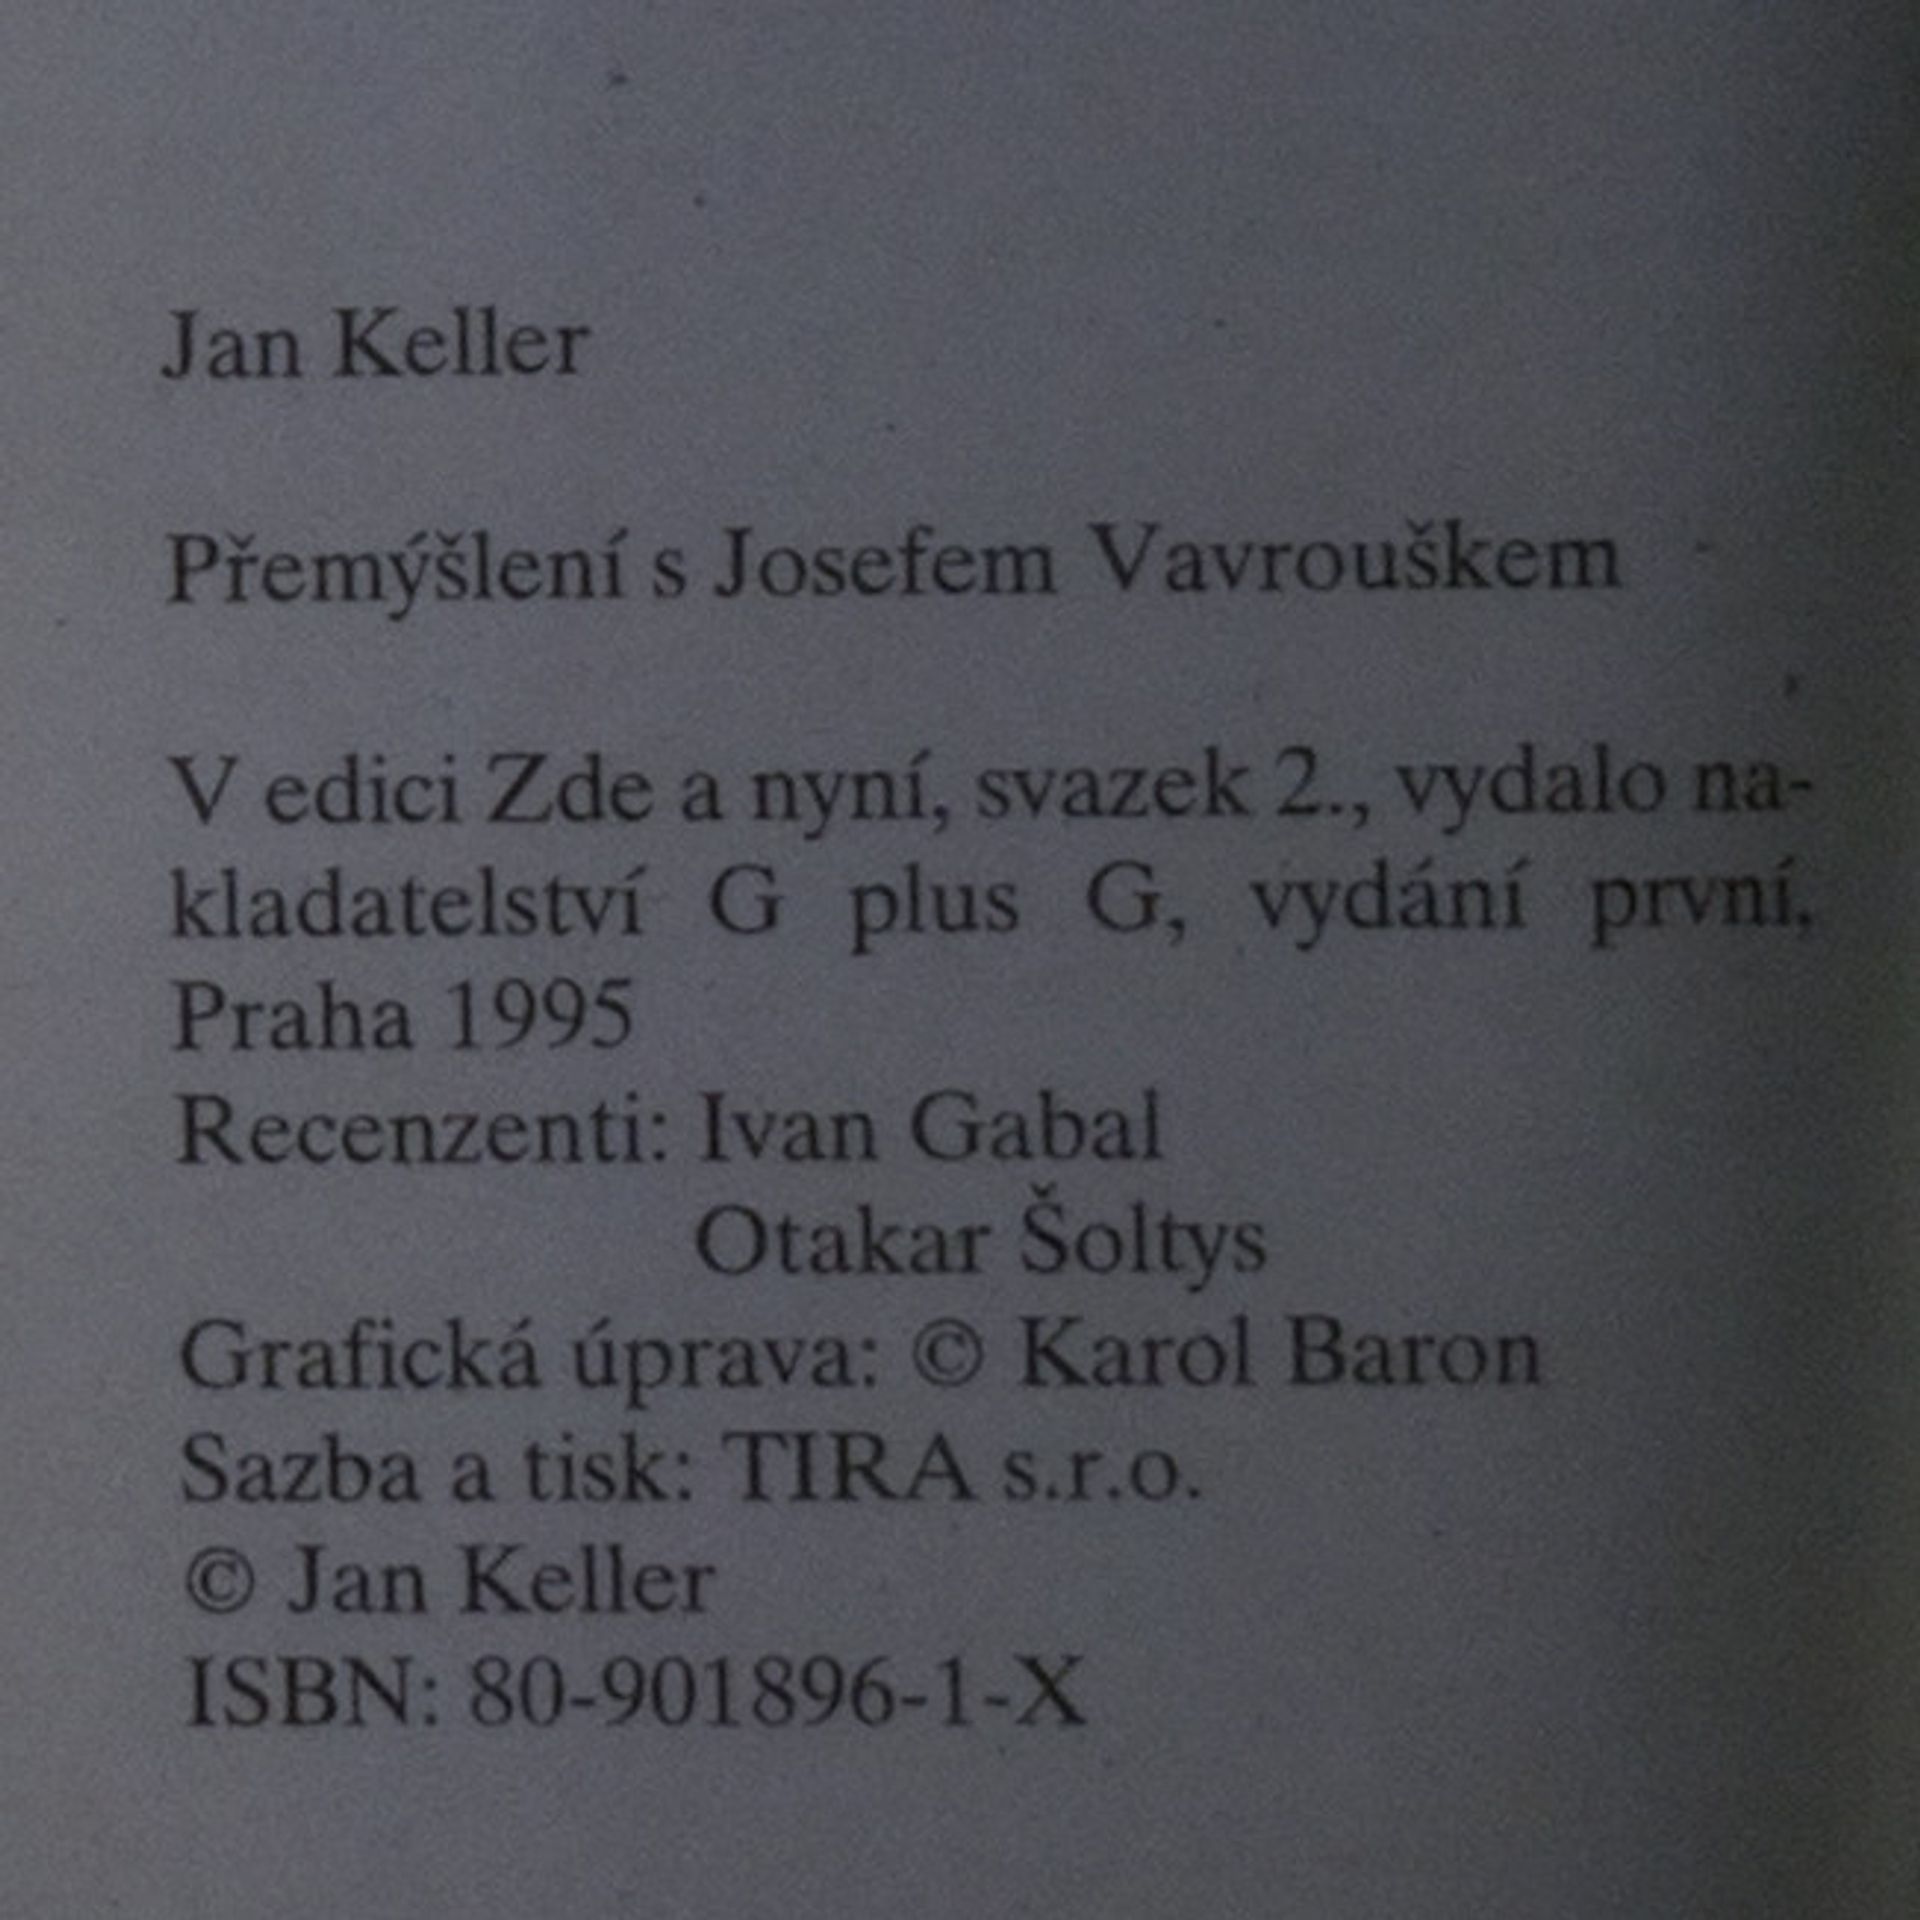 Jan Keller
Přemýšlení s Josefem Vavrouškem
V edici Zde a nyní, svazek 2., vydalo na-
kladatelství G plus G, vydání první,
Praha 1995
Recenzenti: Ivan Gabal
Otakar Šoltys
Grafická úprava: © Karol Baron
Sazba a tisk: TIRA s.r.o.
© Jan Keller
ISBN: 80-901896-1-X